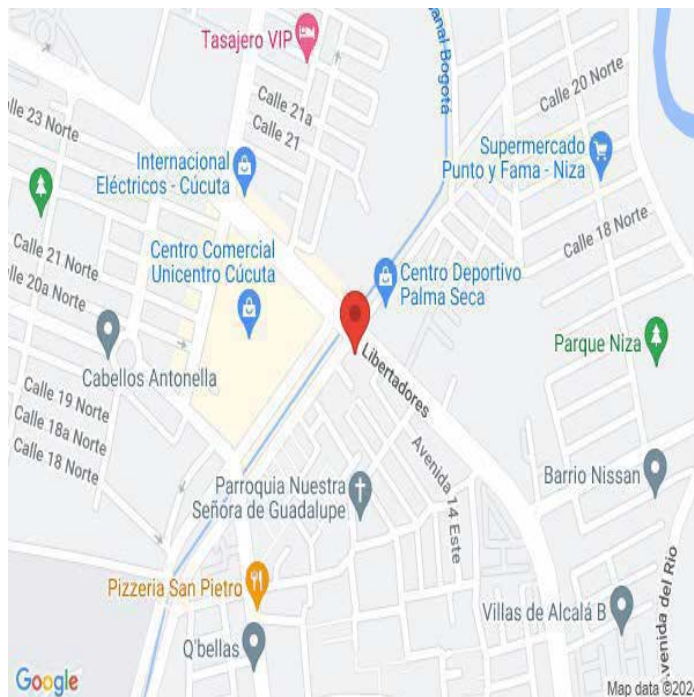 Tasajero VIP
Canal Bogotá
Calle 20 Norte
Calle 21a
alle 23 Norte
Calle 21
Supermercado
Punto y Fama - Niza
Internacional
Eléctricos - Cúcuta
Calle 18 Norte
Calle 21 Norte
Centro Comercial
Unicentro Cúcuta
Centro Deportivo
Palma Seca
lle 20a Norte
Parque Niza
Libertadores
Cabellos Antonella
Calle 19 Norte
Calle 18a Norte
Calle 18 Norte
Avenida 14 Este
Barrio Nissan
Parroquia Nuestra
Señora de Guadalupe
Pizzeria San Pietro
Villas de Alcalá B
venida del Río
Q'bellas
Google
Map data ©202